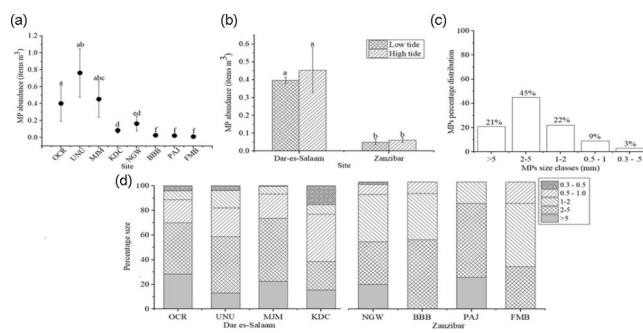 (a)
MP abundance (items m³)
1.2
1.0
0.8
0.6
0.4
0.2
0.0
a
ab
abc
d
cd
f
f
f
OCR
UNU
MJM
KDC
NGW
BBB
PAJ
FMB
Site
(b)
MP abundance (items m³)
0.6
0.5
0.4
0.3
0.2
0.1
0.0
Low tide
High tide
a
a
b
b
Dar-es-Salaam
Zanzibar
Site
(c)
MPs percentage distribution
100
80
60
40
20
0
21%
45%
22%
9%
3%
>5
2-5
1-2
0.5 - 1
0.3 - .5
MPs size classes (mm)
(d)
Percentage size
100
80
60
40
20
0
0.3 - 0.5
0.5 - 1.0
1-2
2-5
>5
OCR
UNU
MJM
KDC
NGW
BBB
PAJ
FMB
Dar es-Salaam
Zanzibar